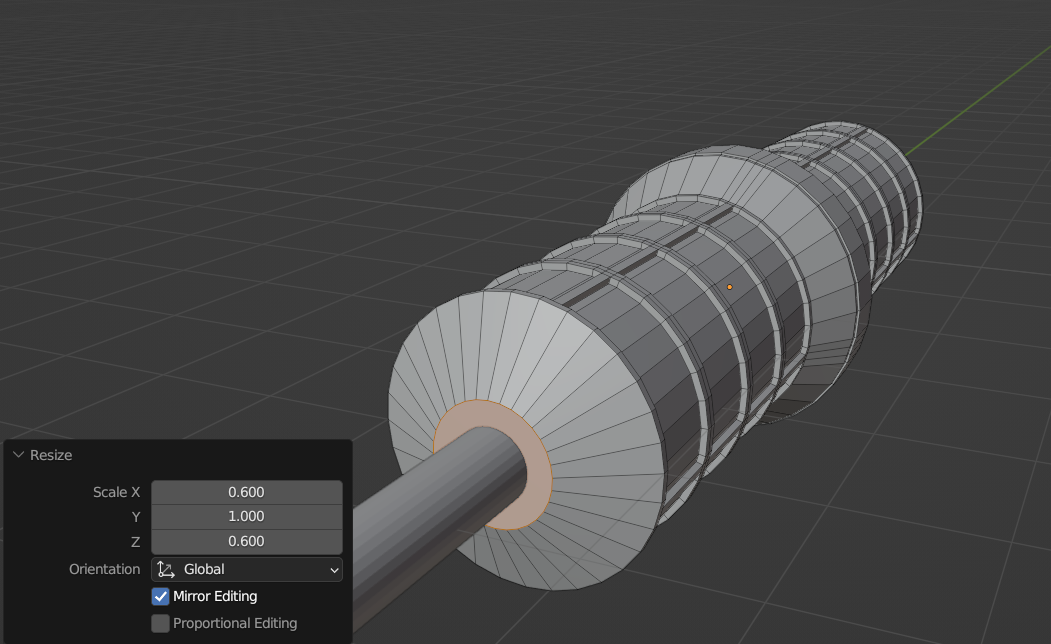 Resize
Scale X 0.600
Y 1.000
Z 0.600
Orientation Global
Mirror Editing
Proportional Editing